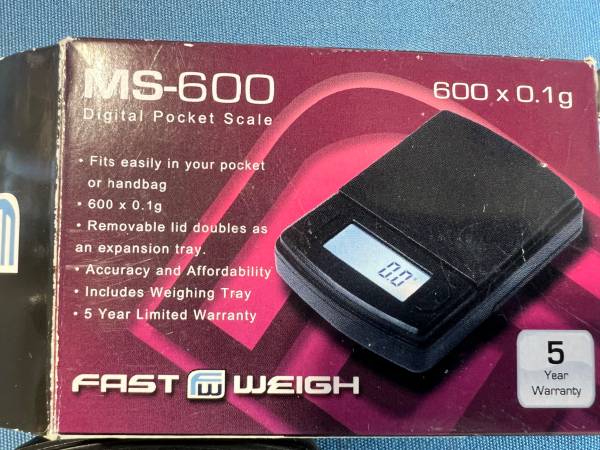 MS-600
600 x 0.1g
Digital Pocket Scale
• Fits easily in your pocket
or handbag
• 600 x 0.1g
• Removable lid doubles as
an expansion tray.
• Accuracy and Affordability
• Includes Weighing Tray
• 5 Year Limited Warranty
0.0
FAST FW WEIGH
5
Year
Warranty